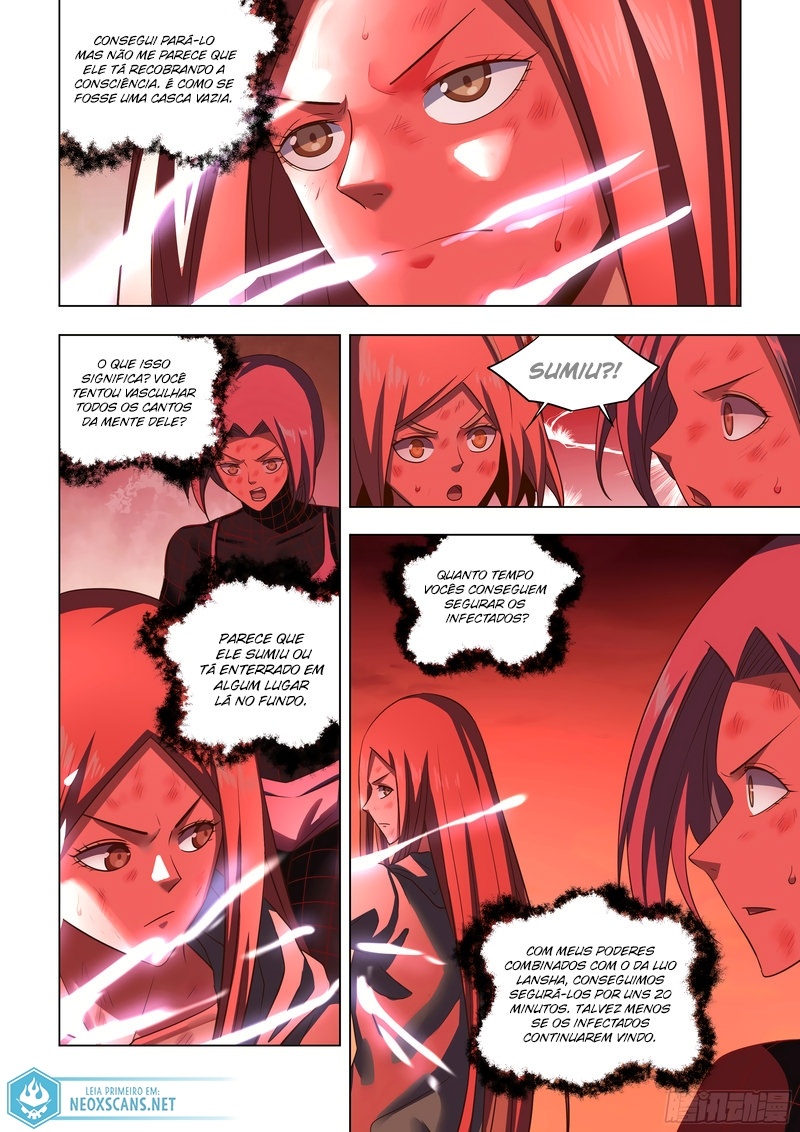 CONSEGUI PARÁ-LO
MAS NÃO ME PARECE QUE
ELE TÁ RECOBRANDO A
CONSCIÊNCIA. É COMO SE
FOSSE UMA CASCA VAZIA.
O QUE ISSO
SIGNIFICA? VOCÊ
TENTOU VASCULHAR
TODOS OS CANTOS
DA MENTE DELE?
SUMIU?!
PARECE QUE
ELE SUMIU OU
TÁ ENTERRADO EM
ALGUM LUGAR
LÁ NO FUNDO.
QUANTO TEMPO
VOCÊS CONSEGUEM
SEGURAR OS
INFECTADOS?
COM MEUS PODERES
COMBINADOS COM O DA LUO
LANSHA, CONSEGUIMOS
SEGURÁ-LOS POR UNS 20
MINUTOS. TALVEZ MENOS
SE OS INFECTADOS
CONTINUAREM VINDO.
LEIA PRIMEIRO EM:
NEOXSCANS.NET
腾讯动漫